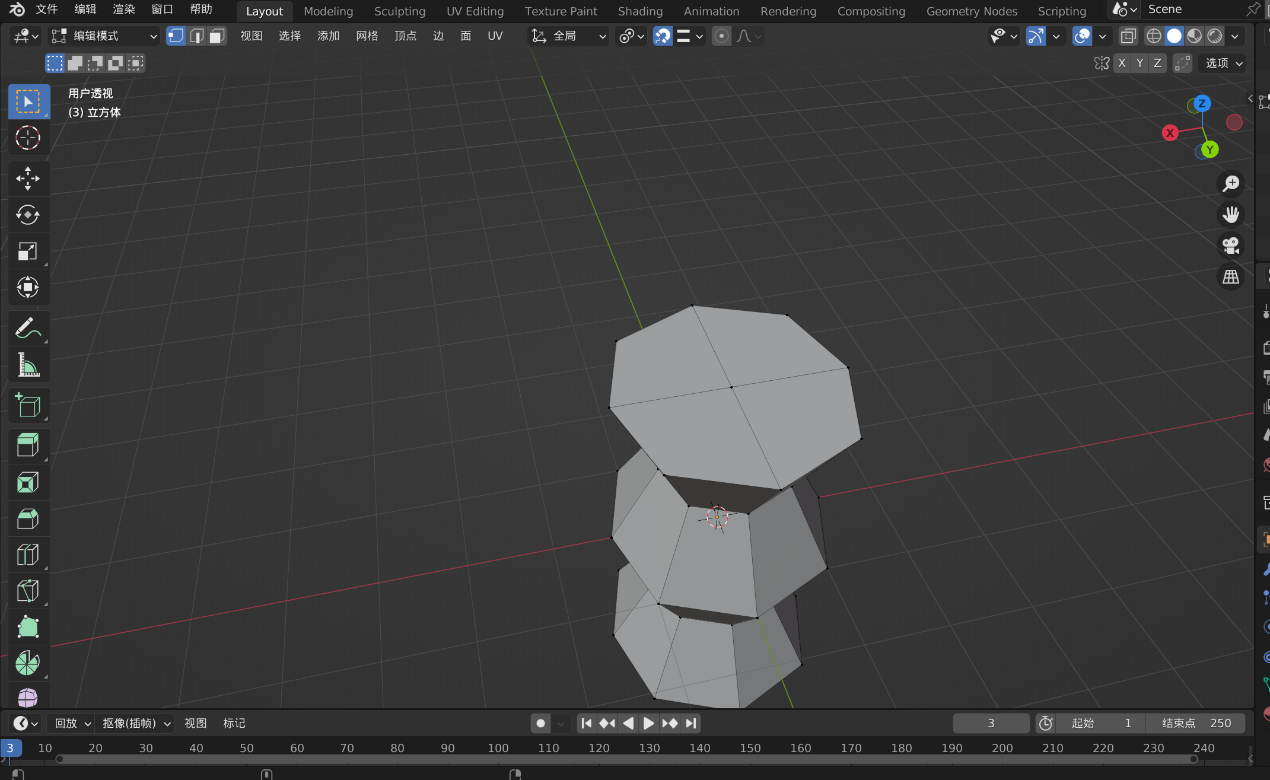 文件 编辑 渲染 窗口 帮助 Layout Modeling Sculpting UV Editing Texture Paint Shading Animation Rendering Compositing Geometry Nodes Scripting Scene
编辑模式 视图 选择 添加 网格 顶点 边 面 UV 全局
X Y Z 选项
用户透视
(3) 立方体
Z
X
Y
回放 抠像(插帧) 视图 标记 3 起始 1 结束点 250
3 10 20 30 40 50 60 70 80 90 100 110 120 130 140 150 160 170 180 190 200 210 220 230 240